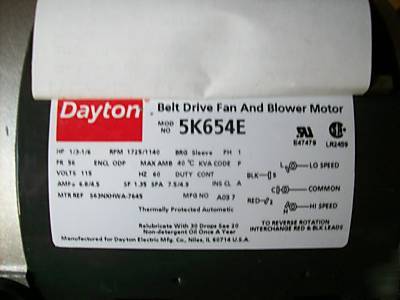 Dayton Belt Drive Fan And Blower Motor
MOD NO 5K654E
HP 1/3-1/6 RPM 1725/1140 BRG Sleeve PH 1
FR 56 ENCL ODP MAX AMB 40 °C KVA CODE P
VOLTS 115 HZ 60 DUTY CONT
AMPS 6.8/4.5 SF 1.35 SPA 7.5/4.9 INS CL A
MTR REF S63NXHWA-7645 MFG NO A03 7
Thermally Protected Automatic
Relubricate With 30 Drops Sae 20
Non-detergent Oil Once A Year
Manufactured for Dayton Electric Mfg. Co., Niles, IL 60714 U.S.A.
E47479 LR2459
L LO SPEED
BLK B
C COMMON
RED A HI SPEED
TO REVERSE ROTATION
INTERCHANGE RED & BLK LEADS